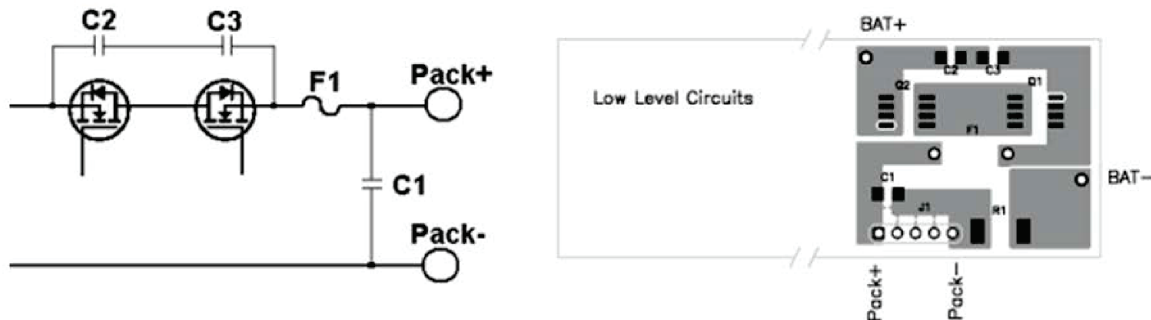 C2 C3
F1
Pack+
C1
Pack-
BAT+
C2 C3
Q2 Q1
Low Level Circuits
F1
BAT-
C1
J1 R1
Pack+ Pack-